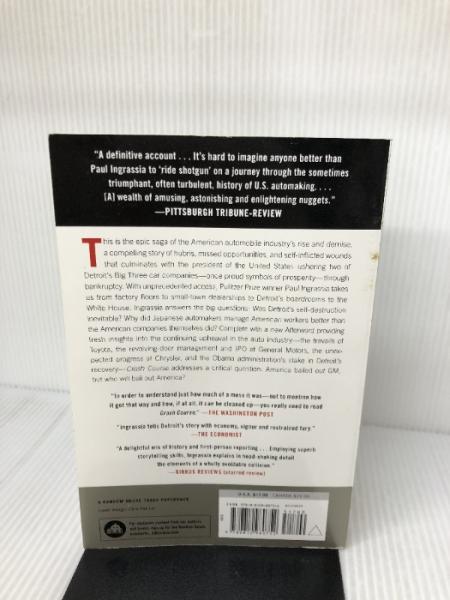 "A definitive account . . . It's hard to imagine anyone better than
Paul Ingrassia to 'ride shotgun' on a journey through the sometimes
triumphant, often turbulent, history of U.S. automaking. . . .
[A] wealth of amusing, astonishing and enlightening nuggets."
—PITTSBURGH TRIBUNE-REVIEW
This is the epic saga of the American automobile industry's rise and demise,
a compelling story of hubris, missed opportunities, and self-inflicted wounds
that culminates with the president of the United States ushering two of
Detroit's Big Three car companies—once proud symbols of prosperity—through
bankruptcy. With unprecedented access, Pulitzer Prize winner Paul Ingrassia takes
us from factory floors to small-town dealerships to Detroit's boardrooms to the
White House. Ingrassia answers the big questions: Was Detroit's self-destruction
inevitable? Why did Japanese automakers manage American workers better than
the American companies themselves did? Complete with a new Afterword providing
fresh insights into the continuing upheaval in the auto industry—the travails of
Toyota, the revolving-door management and IPO at General Motors, the unex-
pected progress at Chrysler, and the Obama administration's stake in Detroit's
recovery—Crash Course addresses a critical question: America bailed out GM,
but who will bail out America?
"In order to understand just how much of a mess it was—not to mention how
it got that way and how, if at all, it can be cleaned up—you really need to read
Crash Course." —THE WASHINGTON POST
"Ingrassia tells Detroit's story with economy, vigour and restrained fury."
—THE ECONOMIST
"A delightful mix of history and first-person reporting . . . Employing superb
storytelling skills, Ingrassia explains in head-shaking detail
the elements of a wholly avoidable collision."
—KIRKUS REVIEWS (starred review)
A RANDOM HOUSE TRADE PAPERBACK
U.S.A.